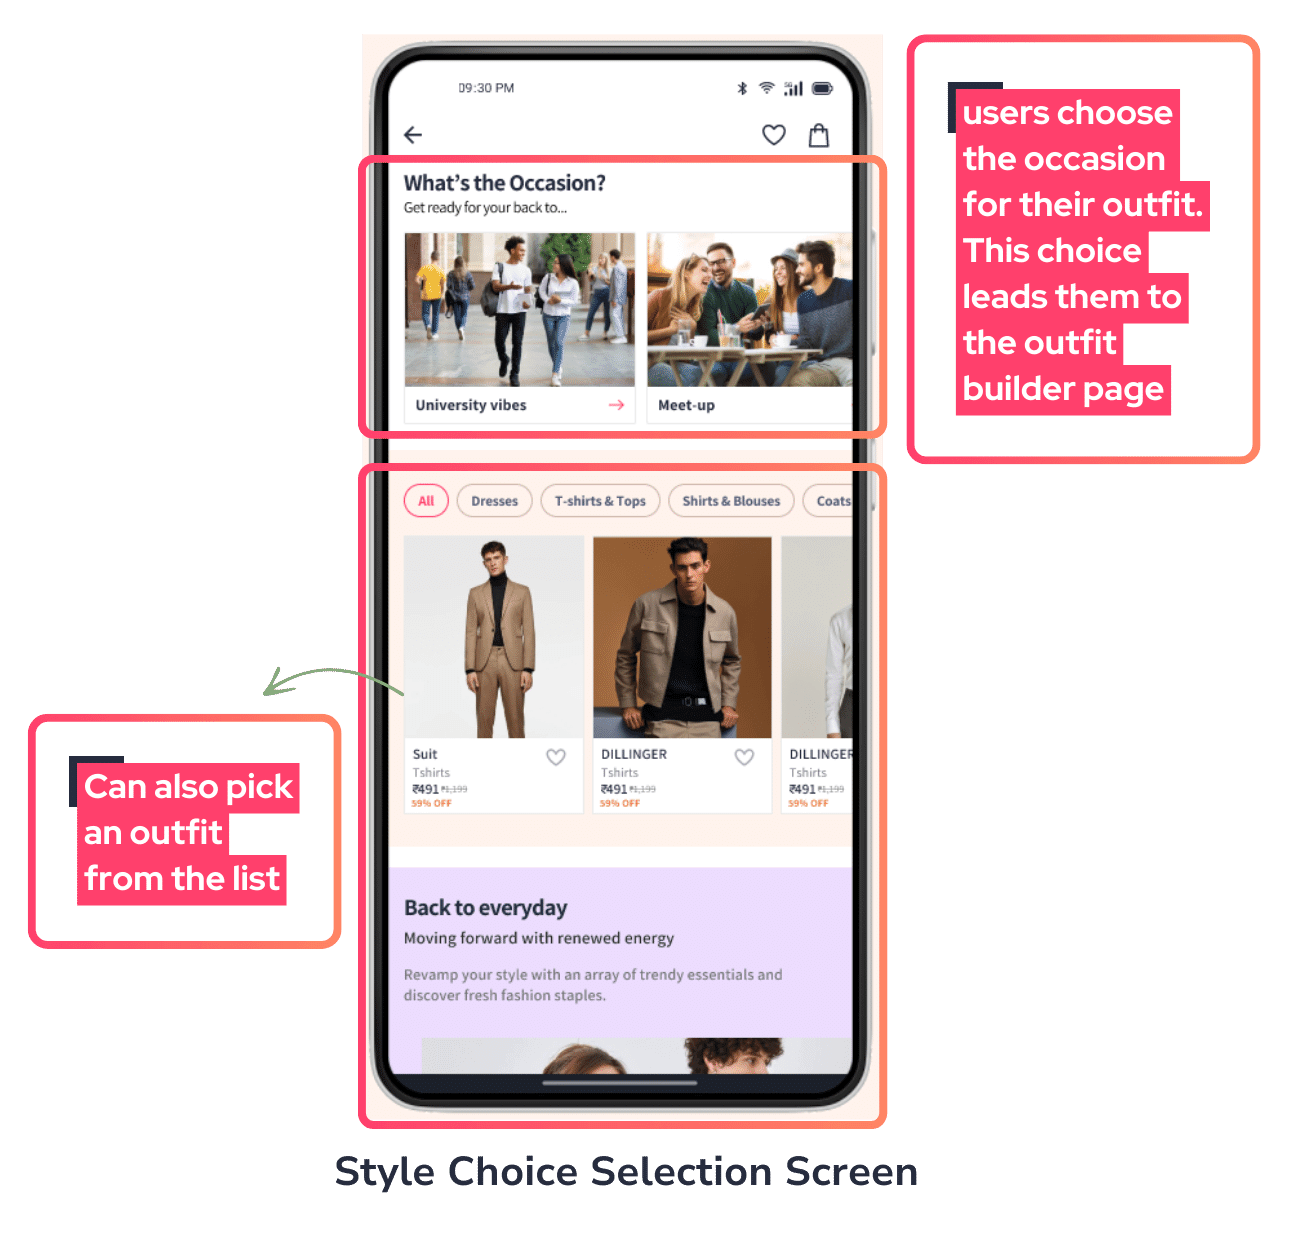 09:30 PM
5G
What's the Occasion?
Get ready for your back to...
University vibes →
Meet-up
users choose
the occasion
for their outfit.
This choice
leads them to
the outfit
builder page
All
Dresses
T-shirts & Tops
Shirts & Blouses
Coats
Suit
Tshirts
₹491 ₹1,199
59% OFF
DILLINGER
Tshirts
₹491 ₹1,199
59% OFF
DILLINGER
Tshirts
₹491 ₹1,199
59% OFF
Can also pick
an outfit
from the list
Back to everyday
Moving forward with renewed energy
Revamp your style with an array of trendy essentials and
discover fresh fashion staples.
Style Choice Selection Screen